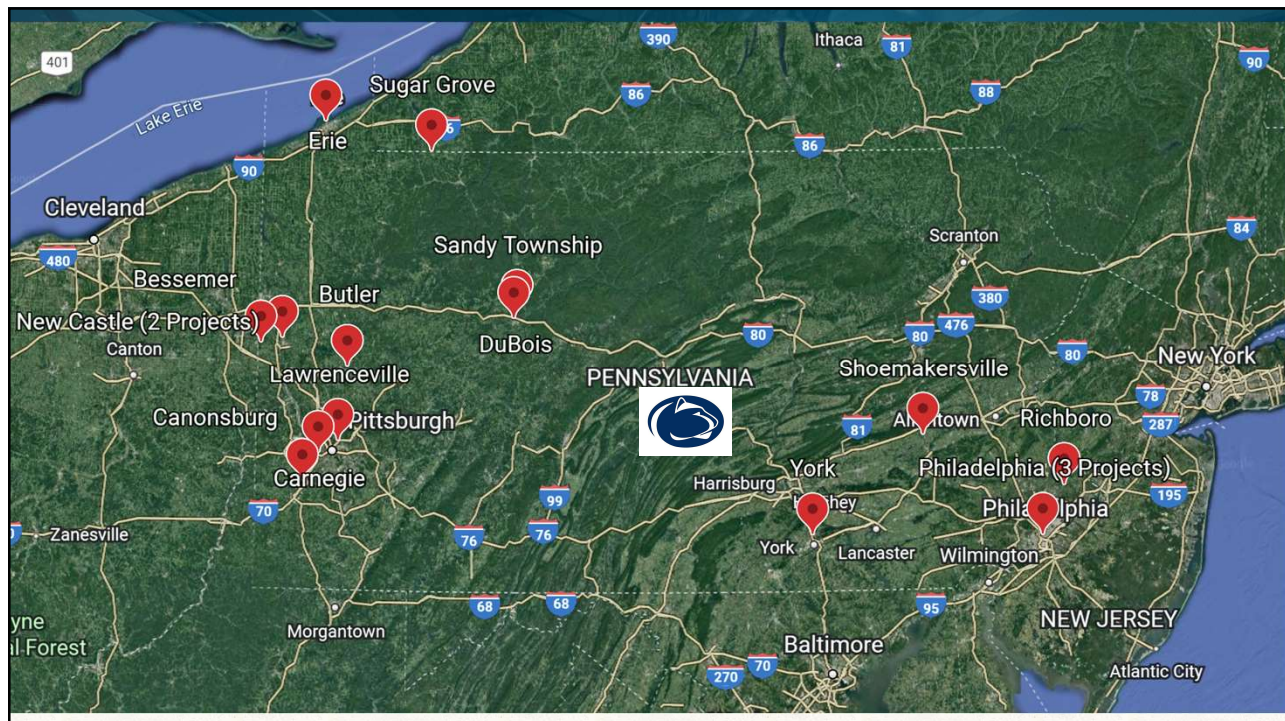 390
Ithaca
81
90
401
Sugar Grove
86
88
Lake Erie
Erie
86
90
Cleveland
84
Sandy Township
Scranton
480
Bessemer
Butler
380
New Castle (2 Projects)
476
80
80
DuBois
80
New York
Canton
Lawrenceville
PENNSYLVANIA
Shoemakersville
78
Canonsburg
Pittsburgh
81
Richboro
287
Carnegie
York
Philadelphia (3 Projects)
Harrisburg
195
99
70
Philadelphia
Zanesville
76
76
York
Lancaster
Wilmington
68
68
95
NEW JERSEY
Morgantown
Baltimore
70
270
Atlantic City